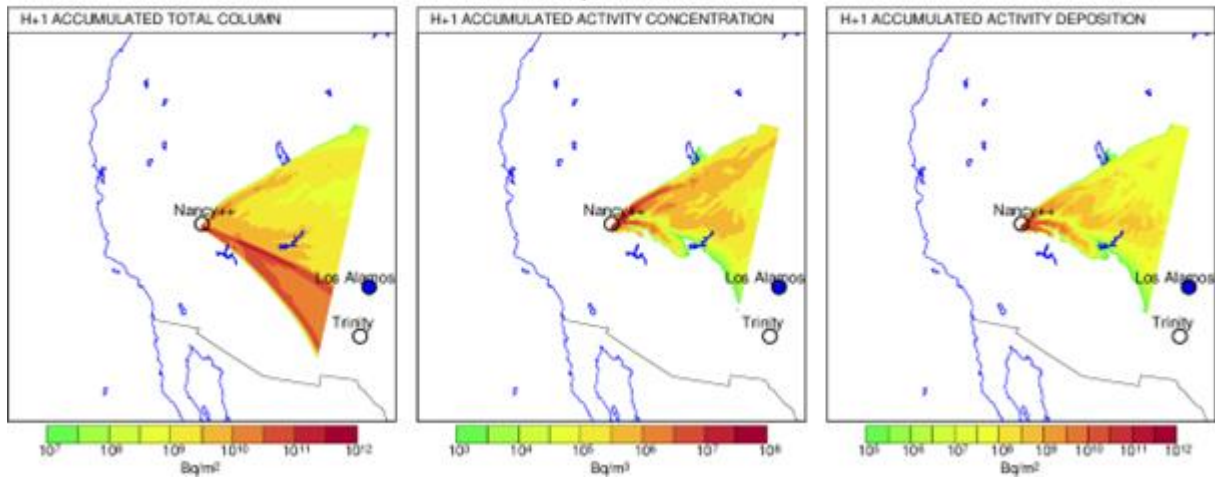 H+1 ACCUMULATED TOTAL COLUMN
Nancy++
Los Alamos
Trinity
10⁷ 10⁸ 10⁹ 10¹⁰ 10¹¹ 10¹²
Bq/m²
H+1 ACCUMULATED ACTIVITY CONCENTRATION
Nancy++
Los Alamos
Trinity
10³ 10⁴ 10⁵ 10⁶ 10⁷ 10⁸
Bq/m³
H+1 ACCUMULATED ACTIVITY DEPOSITION
Nancy++
Los Alamos
Trinity
10⁵ 10⁶ 10⁷ 10⁸ 10⁹ 10¹⁰ 10¹¹ 10¹²
Bq/m²